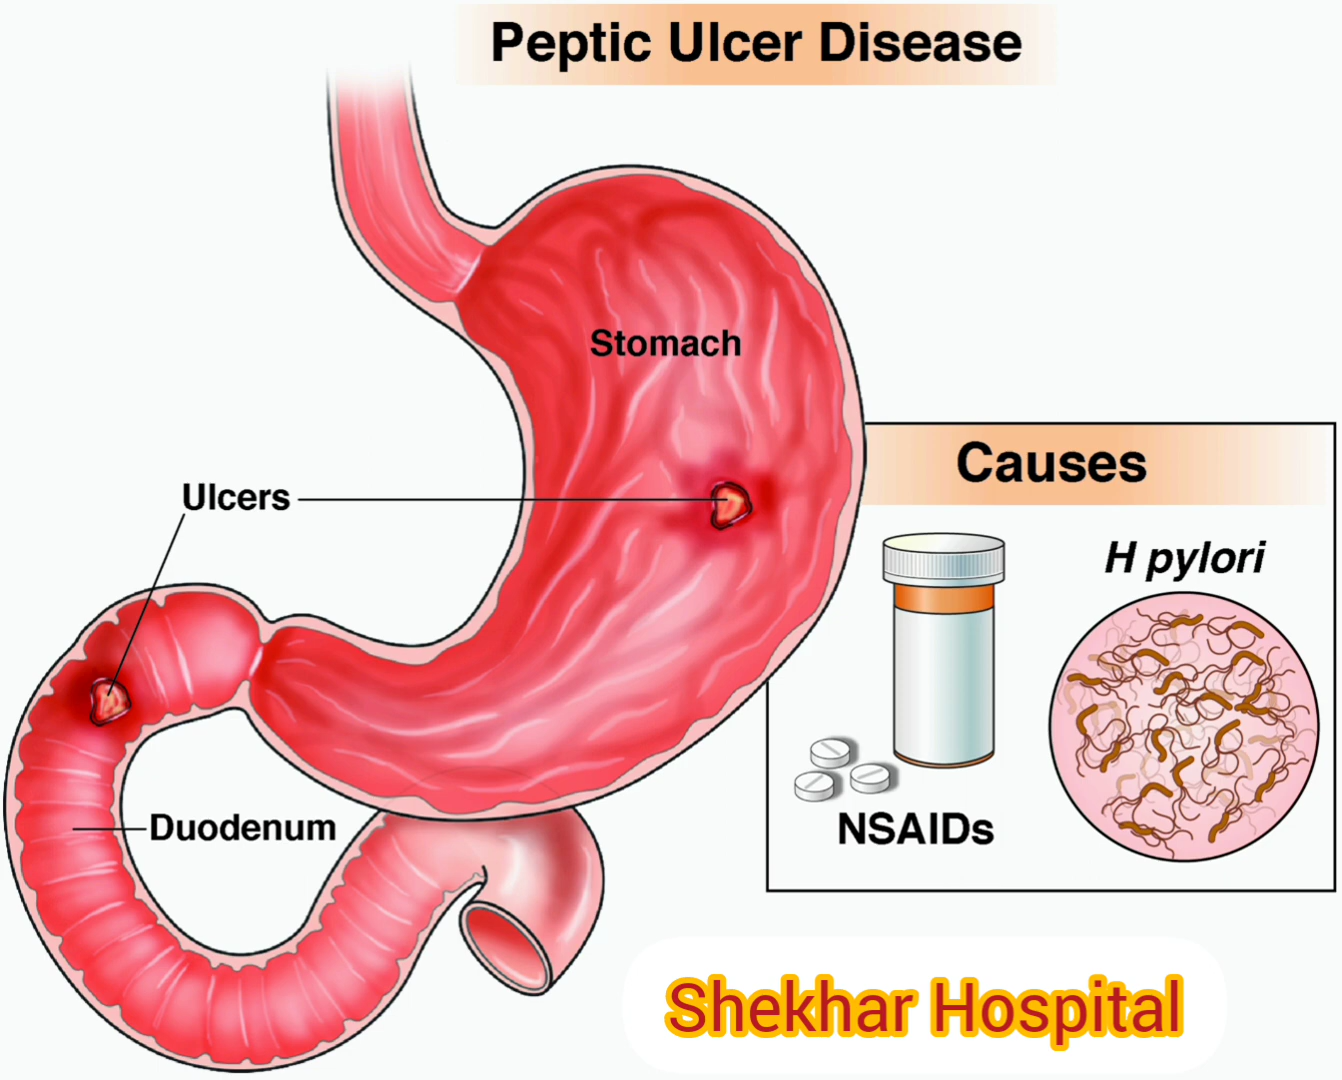 Peptic Ulcer Disease
Stomach
Ulcers
Causes
H pylori
NSAIDs
Duodenum
Shekhar Hospital